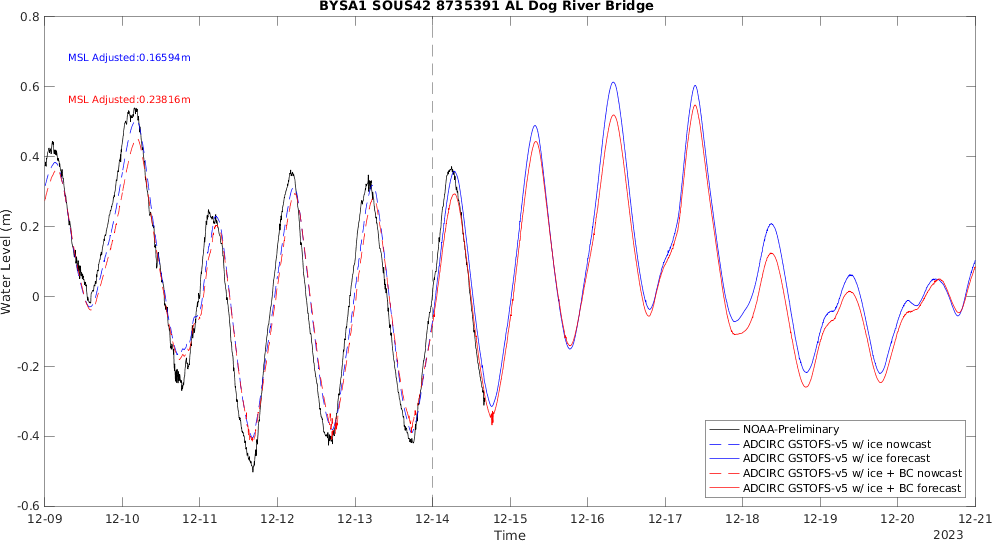 BYSA1 SOUS42 8735391 AL Dog River Bridge
MSL Adjusted:0.16594m
MSL Adjusted:0.23816m
Water Level (m)
0.8
0.6
0.4
0.2
0
-0.2
-0.4
-0.6
NOAA-Preliminary
ADCIRC GSTOFS-v5 w/ ice nowcast
ADCIRC GSTOFS-v5 w/ ice forecast
ADCIRC GSTOFS-v5 w/ ice + BC nowcast
ADCIRC GSTOFS-v5 w/ ice + BC forecast
12-09 12-10 12-11 12-12 12-13 12-14 12-15 12-16 12-17 12-18 12-19 12-20 12-21
Time
2023